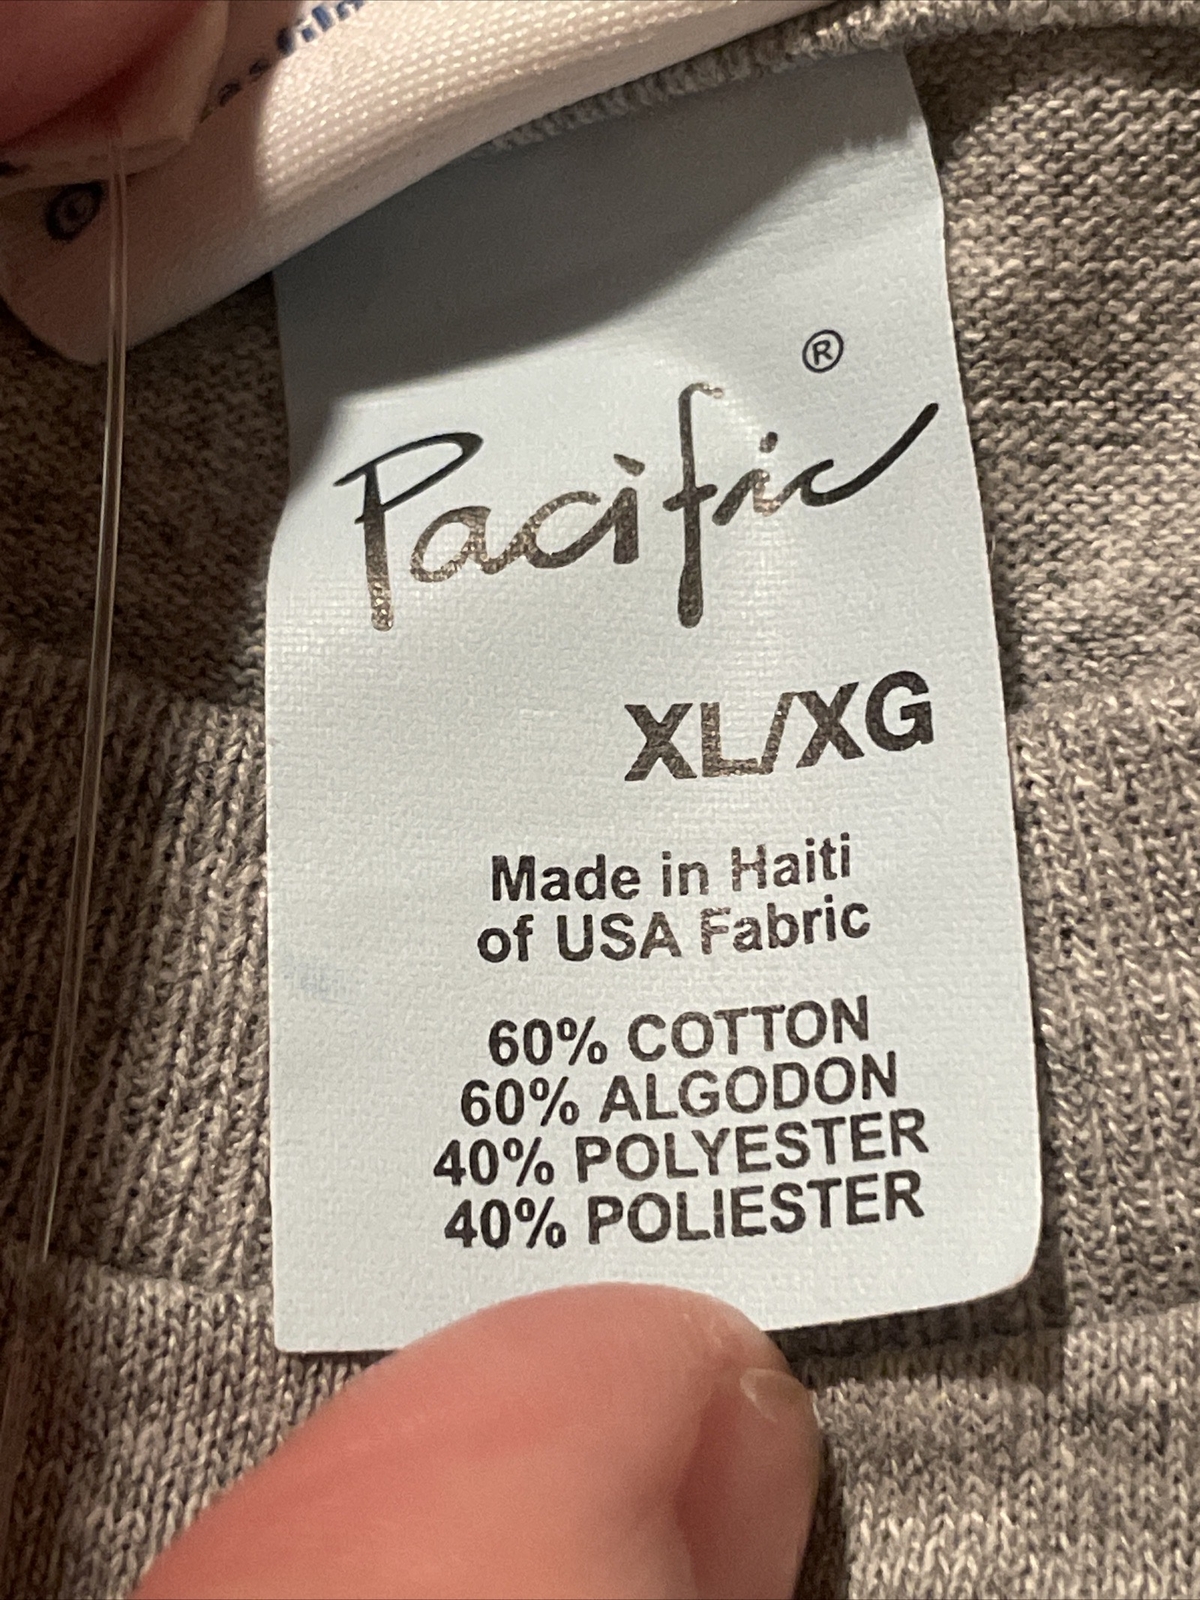 ®
Pacific
XL/XG
Made in Haiti
of USA Fabric
60% COTTON
60% ALGODON
40% POLYESTER
40% POLIESTER